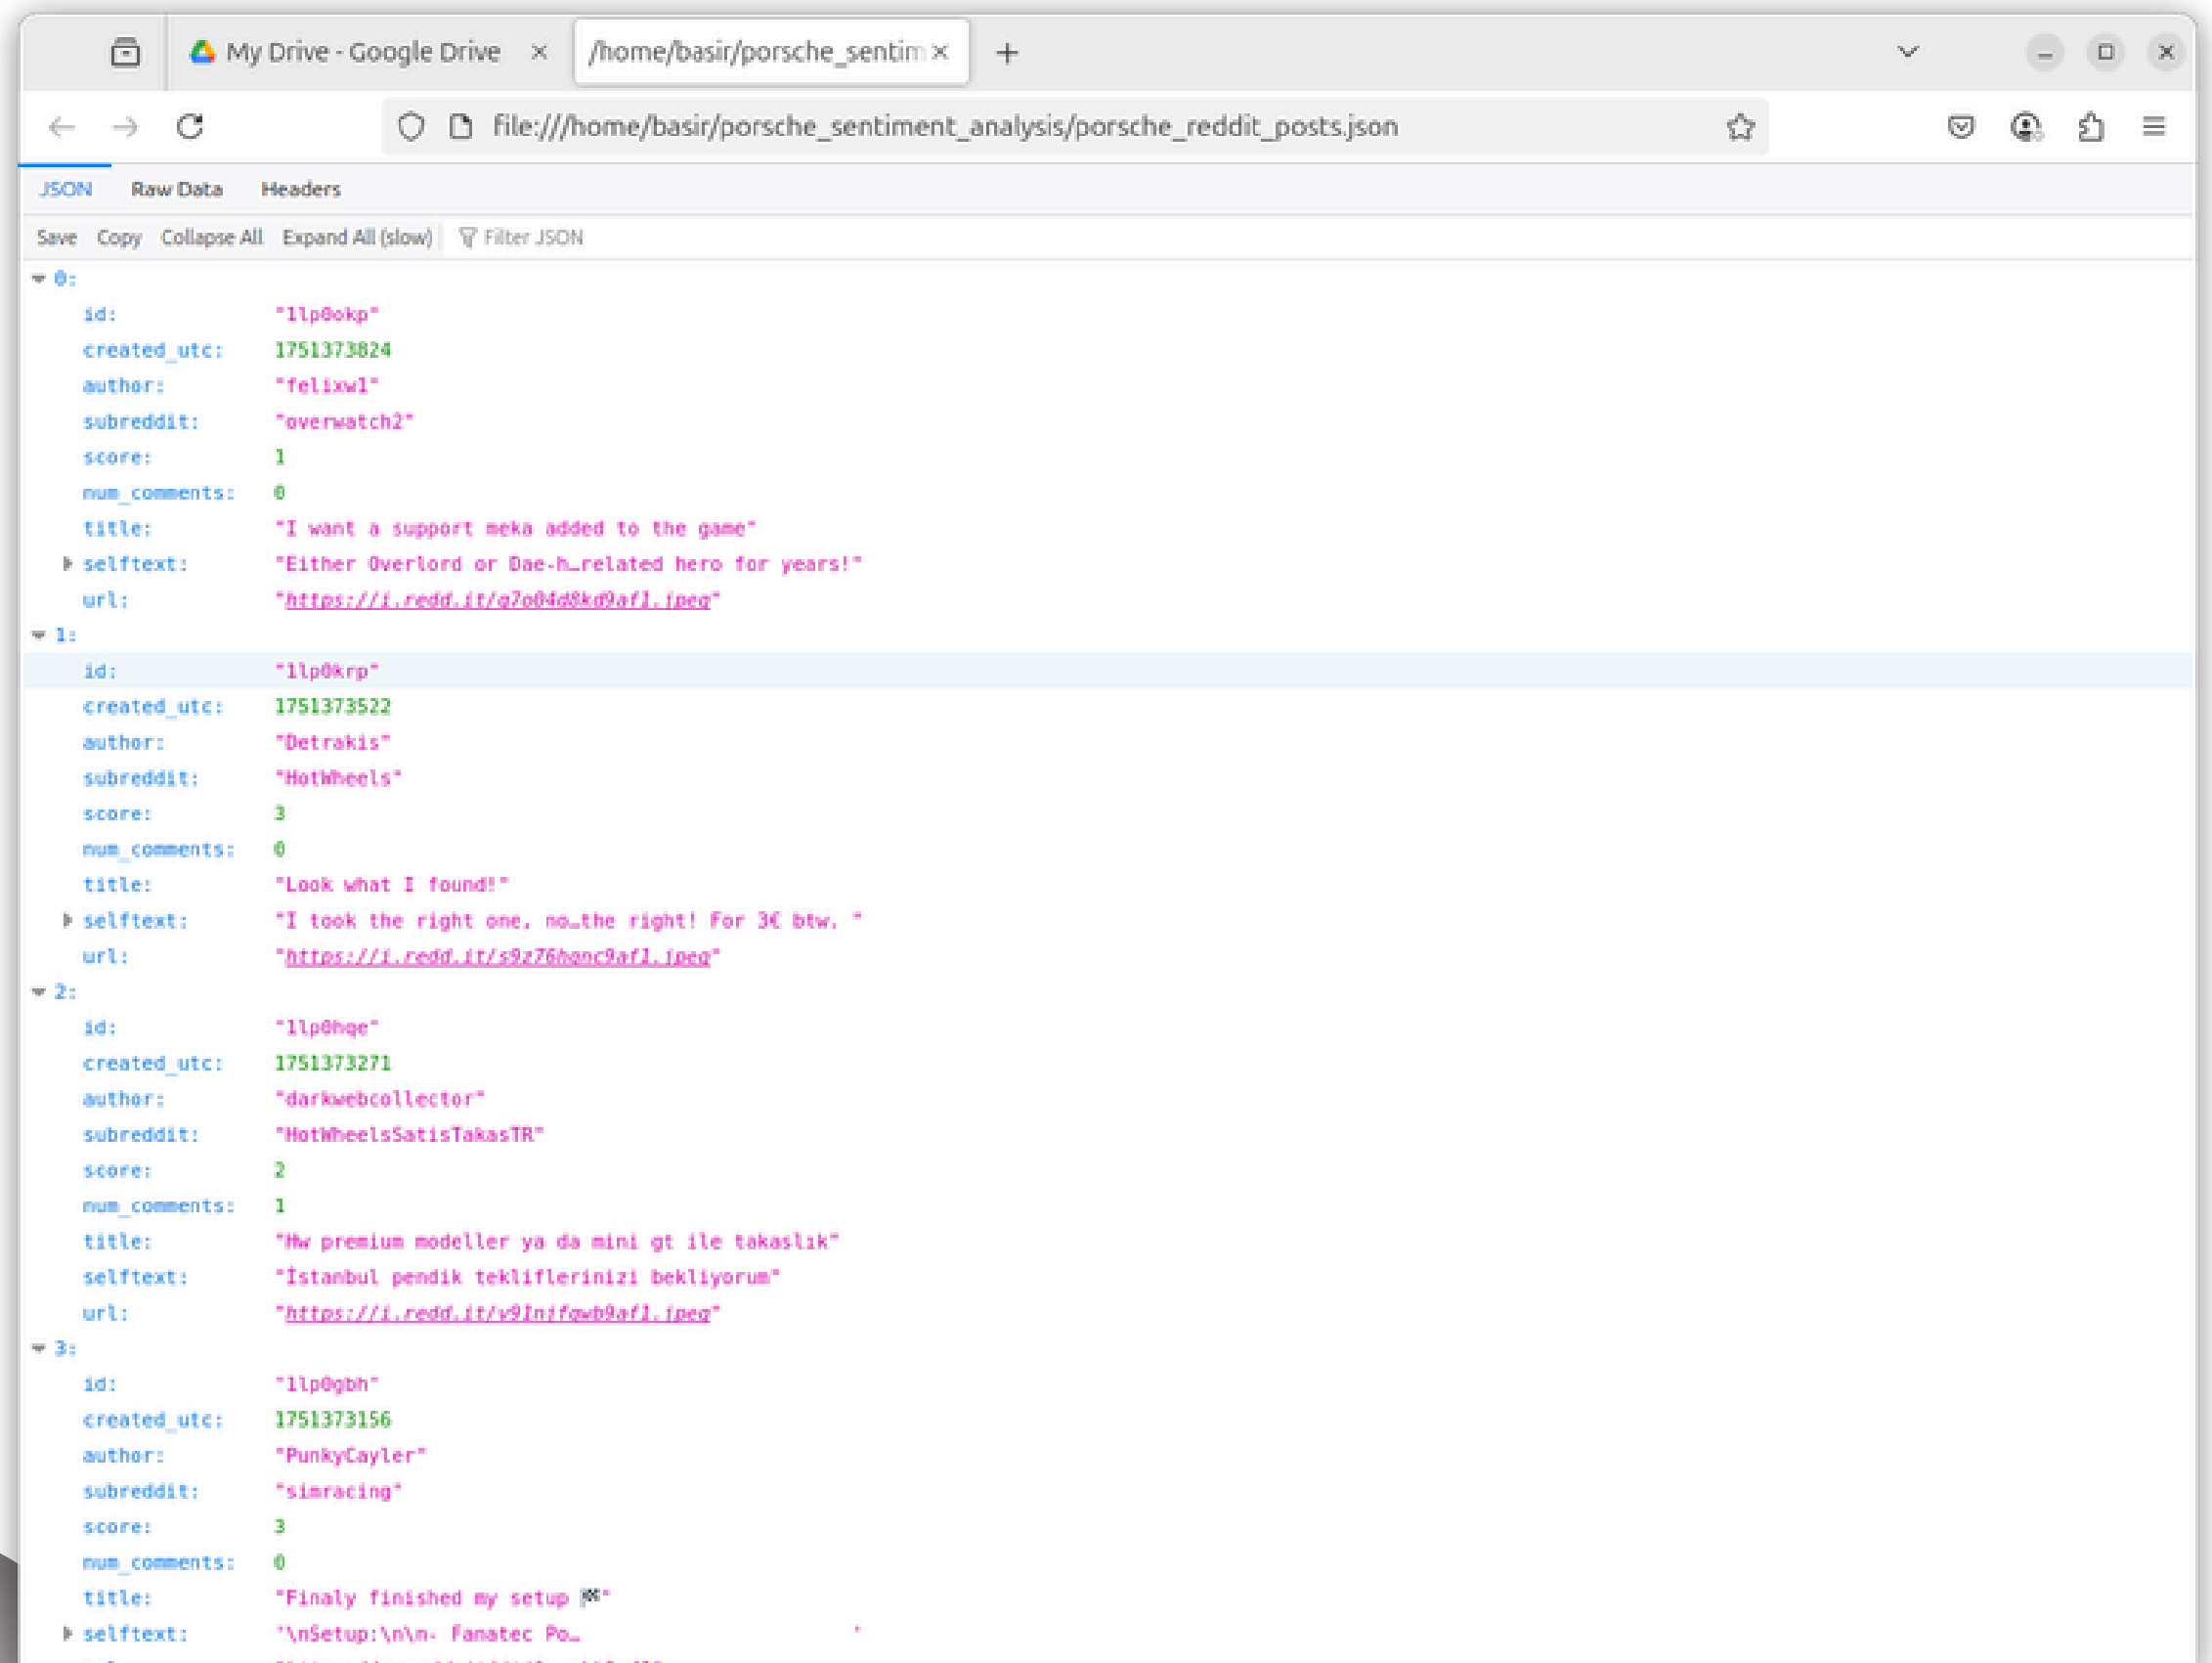 My Drive - Google Drive
/home/basir/porsche_sentim
file:///home/basir/porsche_sentiment_analysis/porsche_reddit_posts.json
JSON Raw Data Headers
Save Copy Collapse All Expand All (slow) Filter JSON
0:
id: "1lp0okp"
created_utc: 1751373824
author: "felixw1"
subreddit: "overwatch2"
score: 1
num_comments: 0
title: "I want a support meka added to the game"
selftext: "Either Overlord or Dae-h…related hero for years!"
url: "https://i.redd.it/q7o04d8kd9af1.jpeg"
1:
id: "1lp0krp"
created_utc: 1751373522
author: "Detrakis"
subreddit: "HotWheels"
score: 3
num_comments: 0
title: "Look what I found!"
selftext: "I took the right one, no…the right! For 3€ btw. "
url: "https://i.redd.it/s9z76hqnc9af1.jpeg"
2:
id: "1lp0hqe"
created_utc: 1751373271
author: "darkwebcollector"
subreddit: "HotWheelsSatisTakasTR"
score: 2
num_comments: 1
title: "Hw premium modeller ya da mini gt ile takaslık"
selftext: "İstanbul pendik tekliflerinizi bekliyorum"
url: "https://i.redd.it/v91njfqwb9af1.jpeg"
3:
id: "1lp0gbh"
created_utc: 1751373156
author: "PunkyCayler"
subreddit: "simracing"
score: 3
num_comments: 0
title: "Finaly finished my setup 🏁"
selftext: "\nSetup:\n\n- Fanatec Po… "